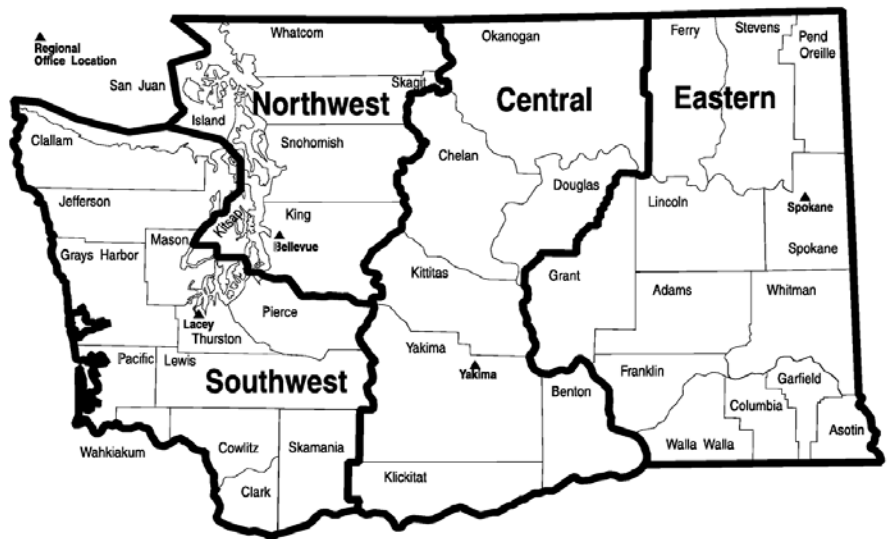 Regional
Office Location
San Juan
Whatcom
Skagit
Island
Northwest
Snohomish
King
Kitsap
Bellevue
Okanogan
Central
Chelan
Douglas
Kittitas
Yakima
Yakima
Benton
Klickitat
Ferry
Stevens
Pend
Oreille
Eastern
Lincoln
Spokane
Spokane
Grant
Adams
Whitman
Franklin
Garfield
Columbia
Asotin
Walla Walla
Clallam
Jefferson
Mason
Grays Harbor
Lacey
Thurston
Pierce
Pacific
Lewis
Southwest
Wahkiakum
Cowlitz
Skamania
Clark